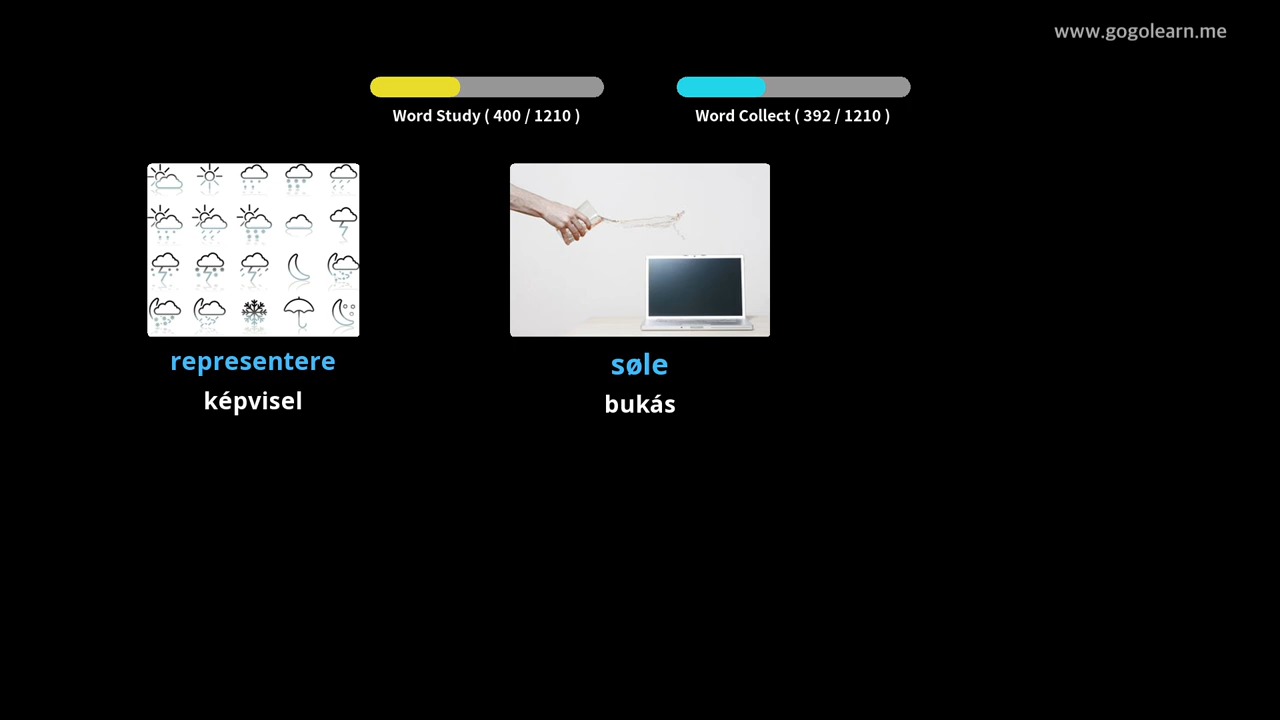 www.gogolearn.me
Word Study ( 400 / 1210 )
Word Collect ( 392 / 1210 )
representere
képvisel
søle
bukás